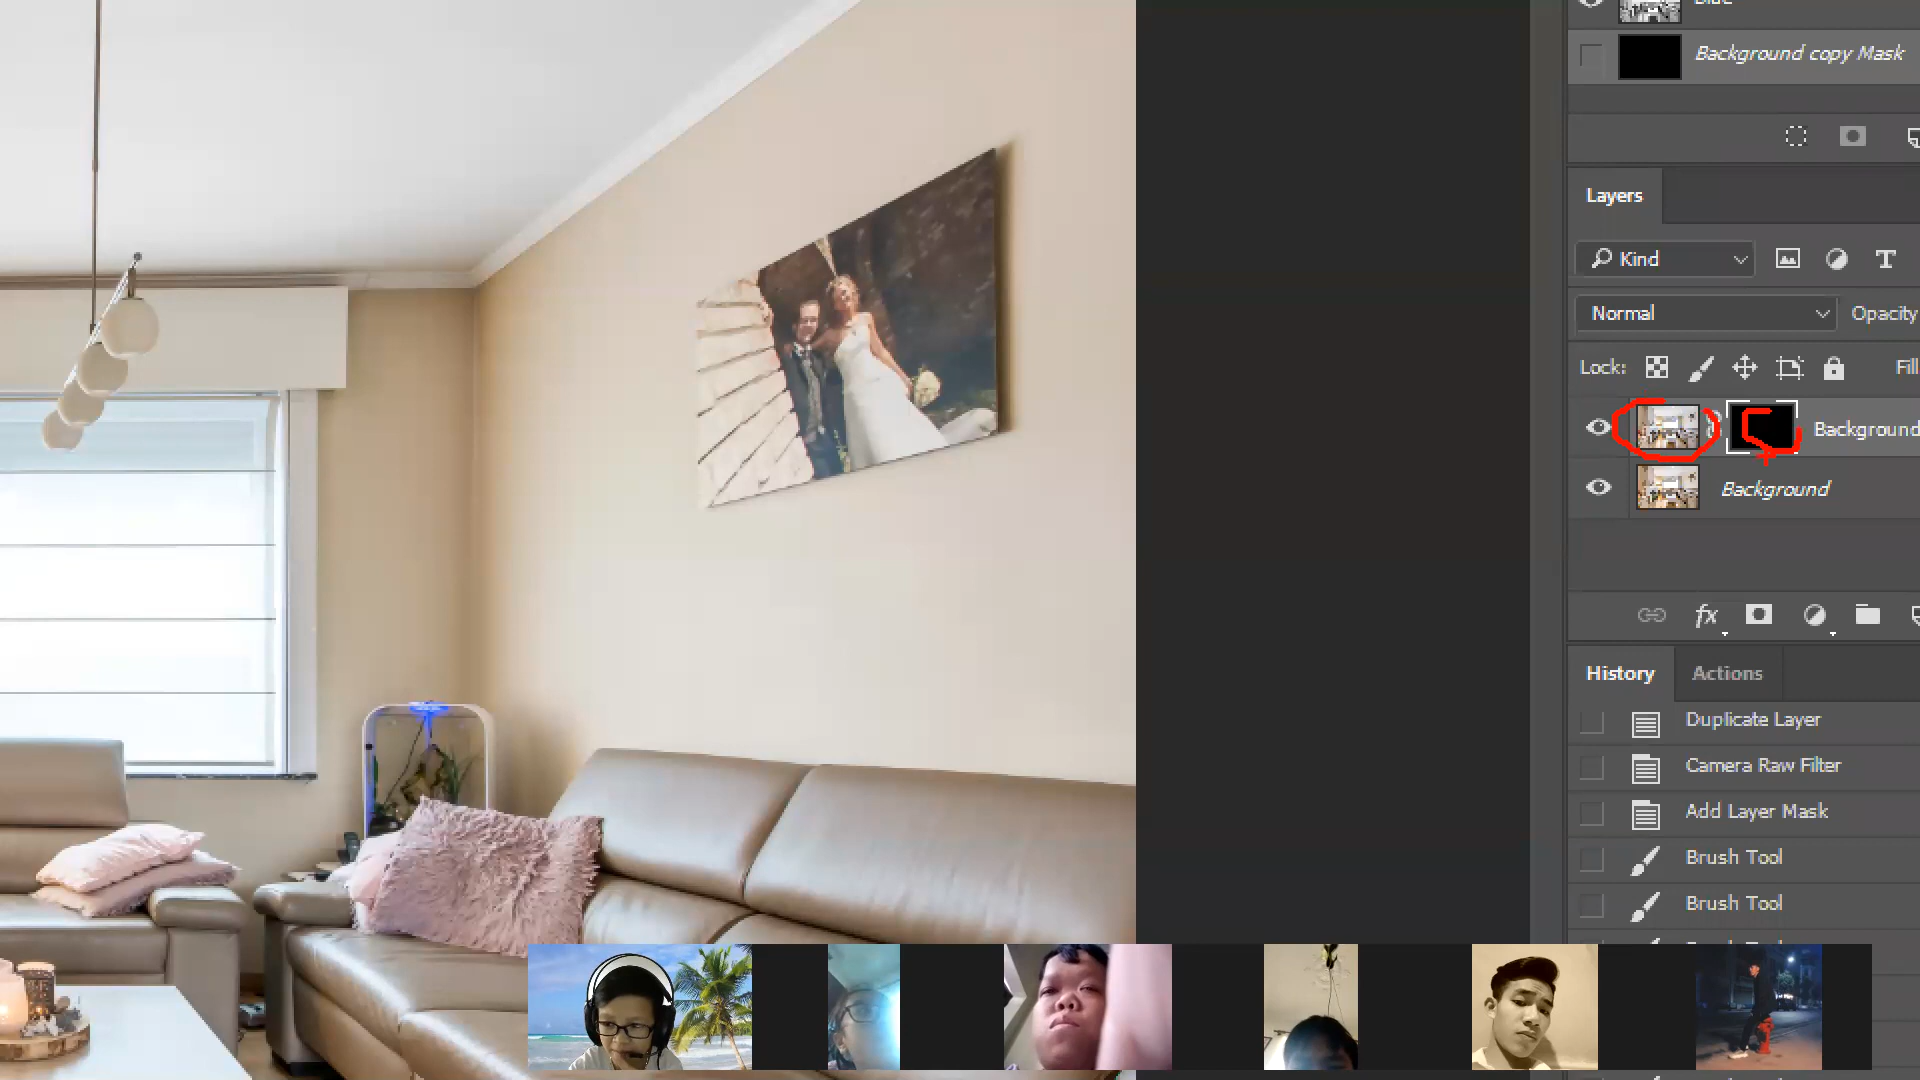 Background copy Mask
Layers
Kind
Normal
Opacity
Lock:
Fill
Background
Background
fx
History
Actions
Duplicate Layer
Camera Raw Filter
Add Layer Mask
Brush Tool
Brush Tool